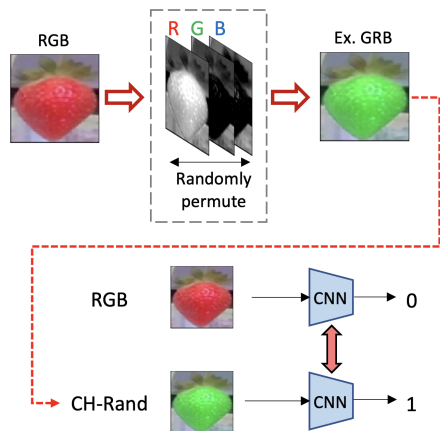 RGB
R G B
Ex. GRB
Randomly
permute
RGB
CNN
0
CH-Rand
CNN
1